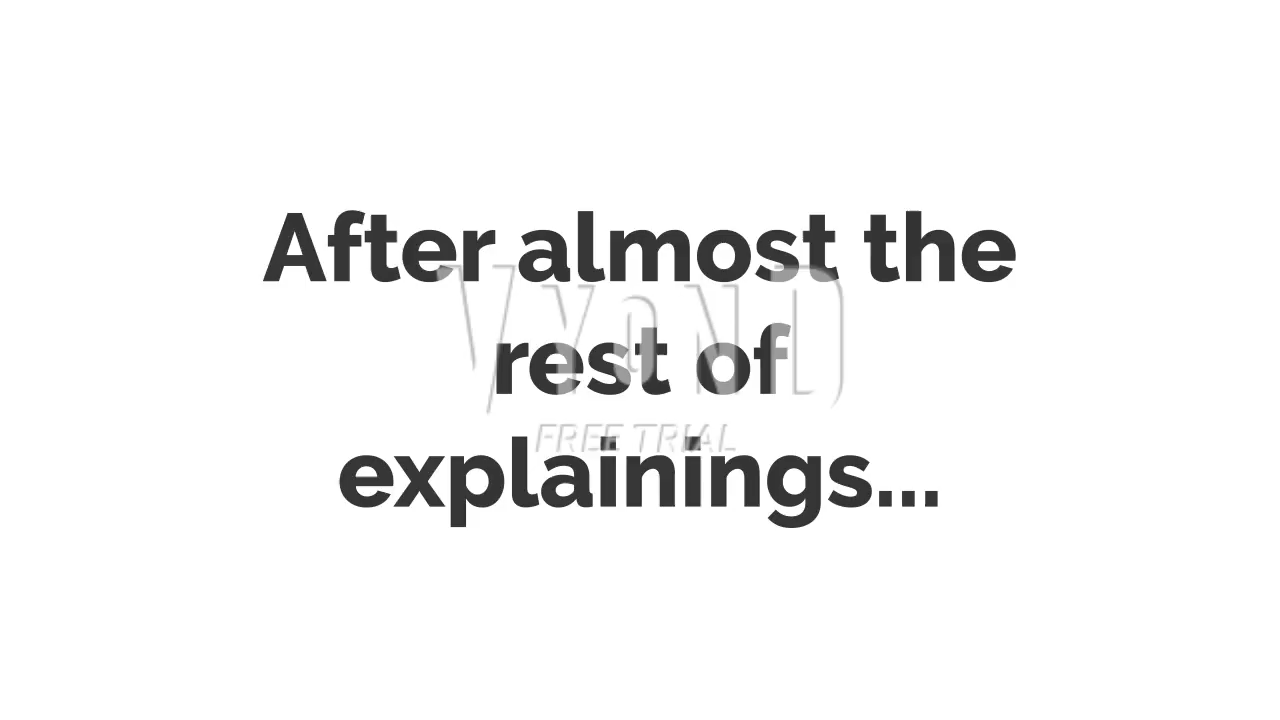 After almost the
rest of
explainings...
VYOND
FREE TRIAL